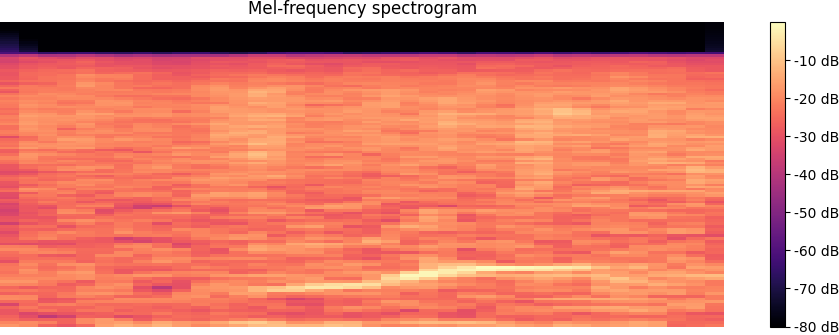 Mel-frequency spectrogram
-10 dB
-20 dB
-30 dB
-40 dB
-50 dB
-60 dB
-70 dB
-80 dB